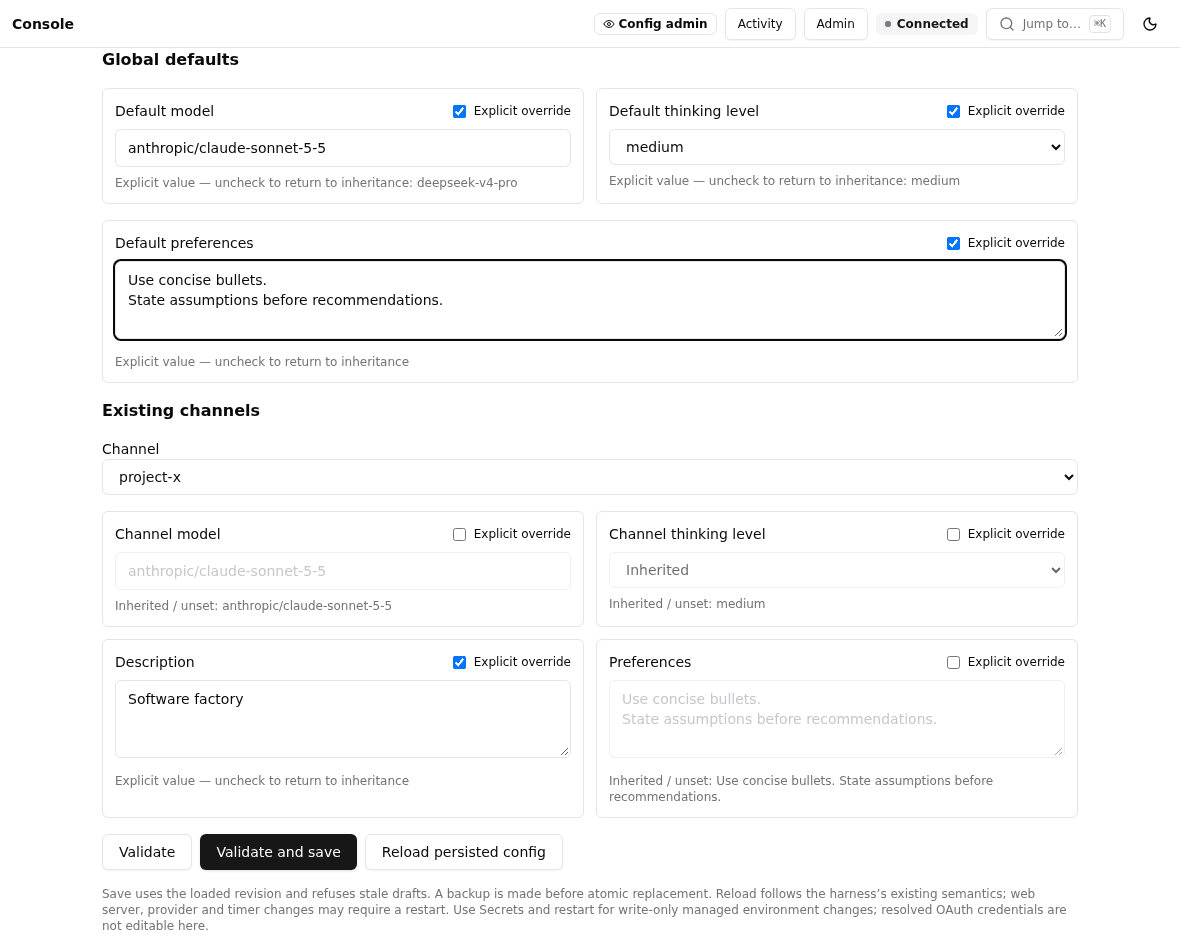 Console
Config admin
Activity
Admin
Connected
Jump to... ⌘K
Global defaults
Default model
Explicit override
anthropic/claude-sonnet-5-5
Explicit value — uncheck to return to inheritance: deepseek-v4-pro
Default thinking level
Explicit override
medium
Explicit value — uncheck to return to inheritance: medium
Default preferences
Explicit override
Use concise bullets.
State assumptions before recommendations.
Explicit value — uncheck to return to inheritance
Existing channels
Channel
project-x
Channel model
Explicit override
anthropic/claude-sonnet-5-5
Inherited / unset: anthropic/claude-sonnet-5-5
Channel thinking level
Explicit override
Inherited
Inherited / unset: medium
Description
Explicit override
Software factory
Explicit value — uncheck to return to inheritance
Preferences
Explicit override
Use concise bullets.
State assumptions before recommendations.
Inherited / unset: Use concise bullets. State assumptions before
recommendations.
Validate
Validate and save
Reload persisted config
Save uses the loaded revision and refuses stale drafts. A backup is made before atomic replacement. Reload follows the harness’s existing semantics; web
server, provider and timer changes may require a restart. Use Secrets and restart for write-only managed environment changes; resolved OAuth credentials are
not editable here.